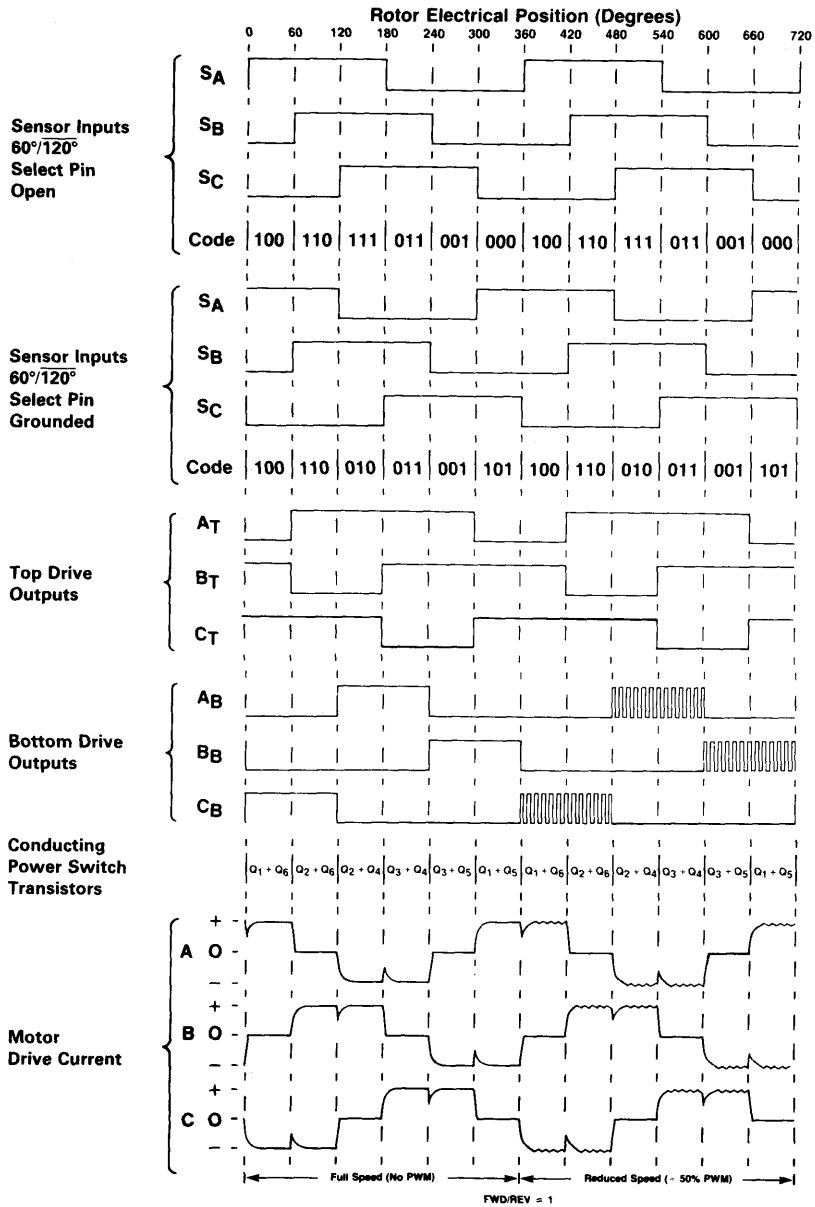 Rotor Electrical Position (Degrees)
0 60 120 180 240 300 360 420 480 540 600 660 720
Sensor Inputs
60°/120°
Select Pin
Open
SA
SB
SC
Code 100 110 111 011 001 000 100 110 111 011 001 000
Sensor Inputs
60°/120°
Select Pin
Grounded
SA
SB
SC
Code 100 110 010 011 001 101 100 110 010 011 001 101
Top Drive
Outputs
AT
BT
CT
Bottom Drive
Outputs
AB
BB
CB
Conducting
Power Switch
Transistors
Q1 + Q6 Q2 + Q6 Q2 + Q4 Q3 + Q4 Q3 + Q5 Q1 + Q5 Q1 + Q6 Q2 + Q6 Q2 + Q4 Q3 + Q4 Q3 + Q5 Q1 + Q5
Motor
Drive Current
+
A O
−
+
B O
−
+
C O
−
Full Speed (No PWM) Reduced Speed (≈ 50% PWM)
FWD/REV = 1